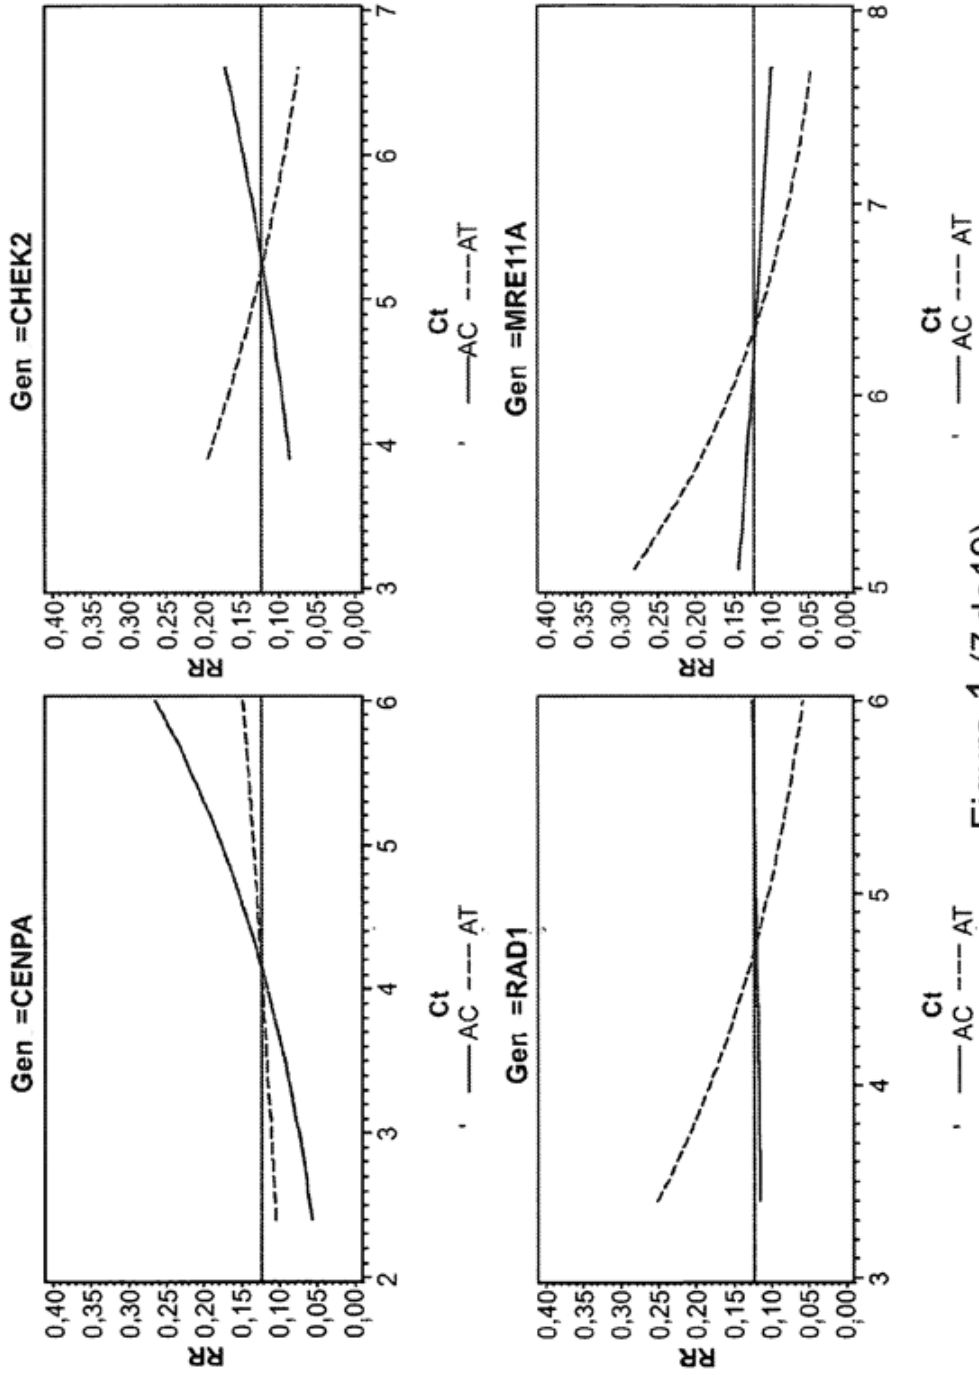 Gen =CENPA
RR
0,40
0,35
0,30
0,25
0,20
0,15
0,10
0,05
0,00
2 3 4 5 6
Ct
AC ---- AT
Gen =CHEK2
RR
0,40
0,35
0,30
0,25
0,20
0,15
0,10
0,05
0,00
3 4 5 6 7
Ct
AC ---- AT
Gen =RAD1
RR
0,40
0,35
0,30
0,25
0,20
0,15
0,10
0,05
0,00
3 4 5 6
Ct
AC ---- AT
Gen =MRE11A
RR
0,40
0,35
0,30
0,25
0,20
0,15
0,10
0,05
0,00
5 6 7 8
Ct
AC ---- AT